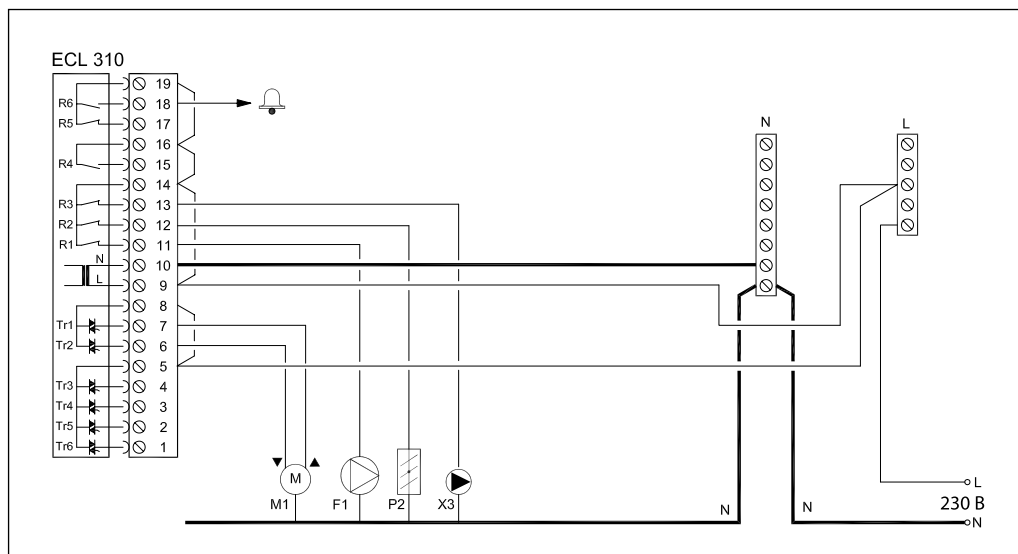 ECL 310
19
R6 18
R5 17
16
R4 15
14
R3 13
R2 12
R1 11
N 10
L 9
8
Tr1 7
Tr2 6
5
Tr3 4
Tr4 3
Tr5 2
Tr6 1
N
L
M
M1 F1 P2 X3
N
N
L
230 В
N